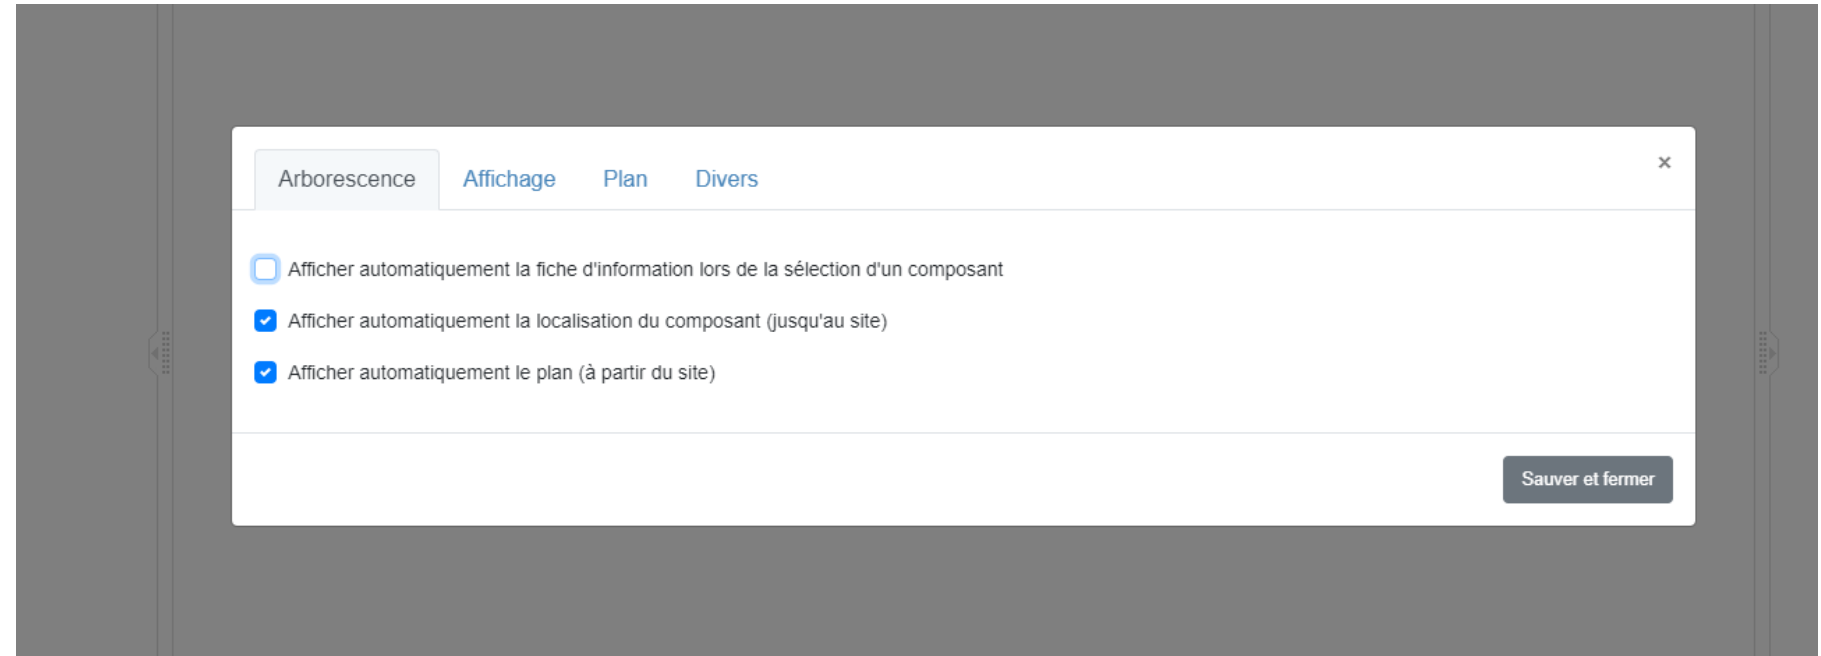 Arborescence Affichage Plan Divers ×
Afficher automatiquement la fiche d'information lors de la sélection d'un composant
Afficher automatiquement la localisation du composant (jusqu'au site)
Afficher automatiquement le plan (à partir du site)
Sauver et fermer